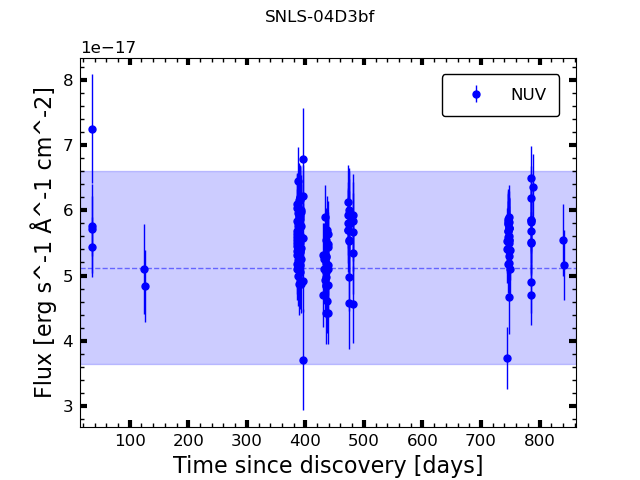 SNLS-04D3bf
1e−17
NUV
8
7
6
5
4
3
Flux [erg s^-1 Å^-1 cm^-2]
100 200 300 400 500 600 700 800
Time since discovery [days]